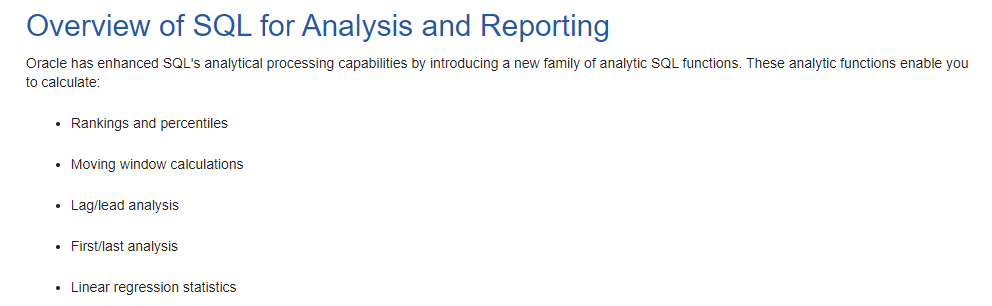 Overview of SQL for Analysis and Reporting
Oracle has enhanced SQL's analytical processing capabilities by introducing a new family of analytic SQL functions. These analytic functions enable you
to calculate:
• Rankings and percentiles
• Moving window calculations
• Lag/lead analysis
• First/last analysis
• Linear regression statistics